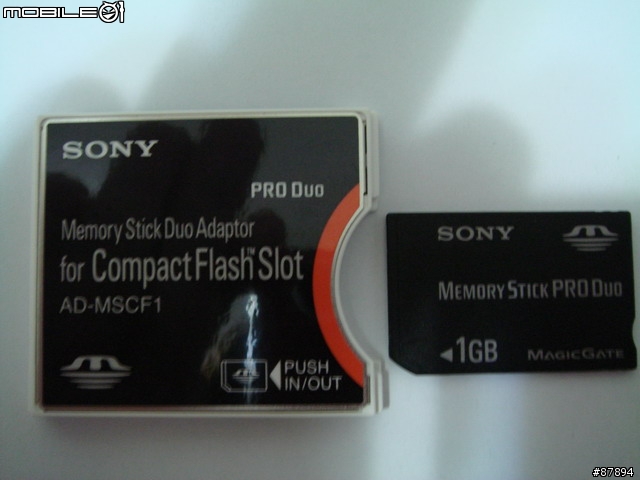 MOBILE01
SONY
PRO DUO
Memory Stick Duo Adaptor
for CompactFlash™ Slot
AD-MSCF1
PUSH
IN/OUT
SONY
MEMORY STICK PRO DUO
◄1GB
MAGICGATE
#87894